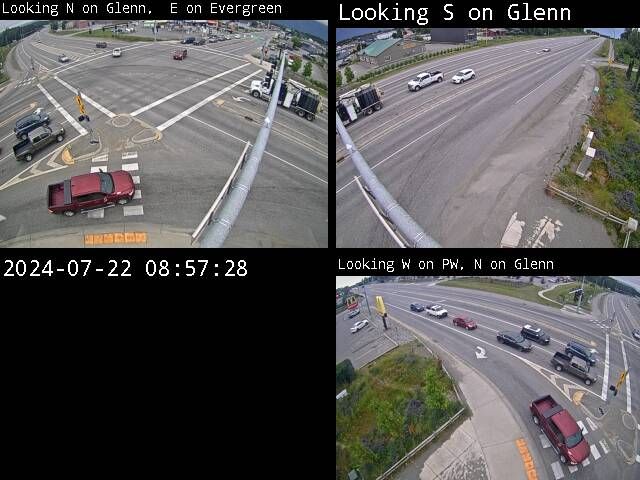 Looking N on Glenn,  E on Evergreen
Looking S on Glenn
2024-07-22 08:57:28
Looking W on PW, N on Glenn